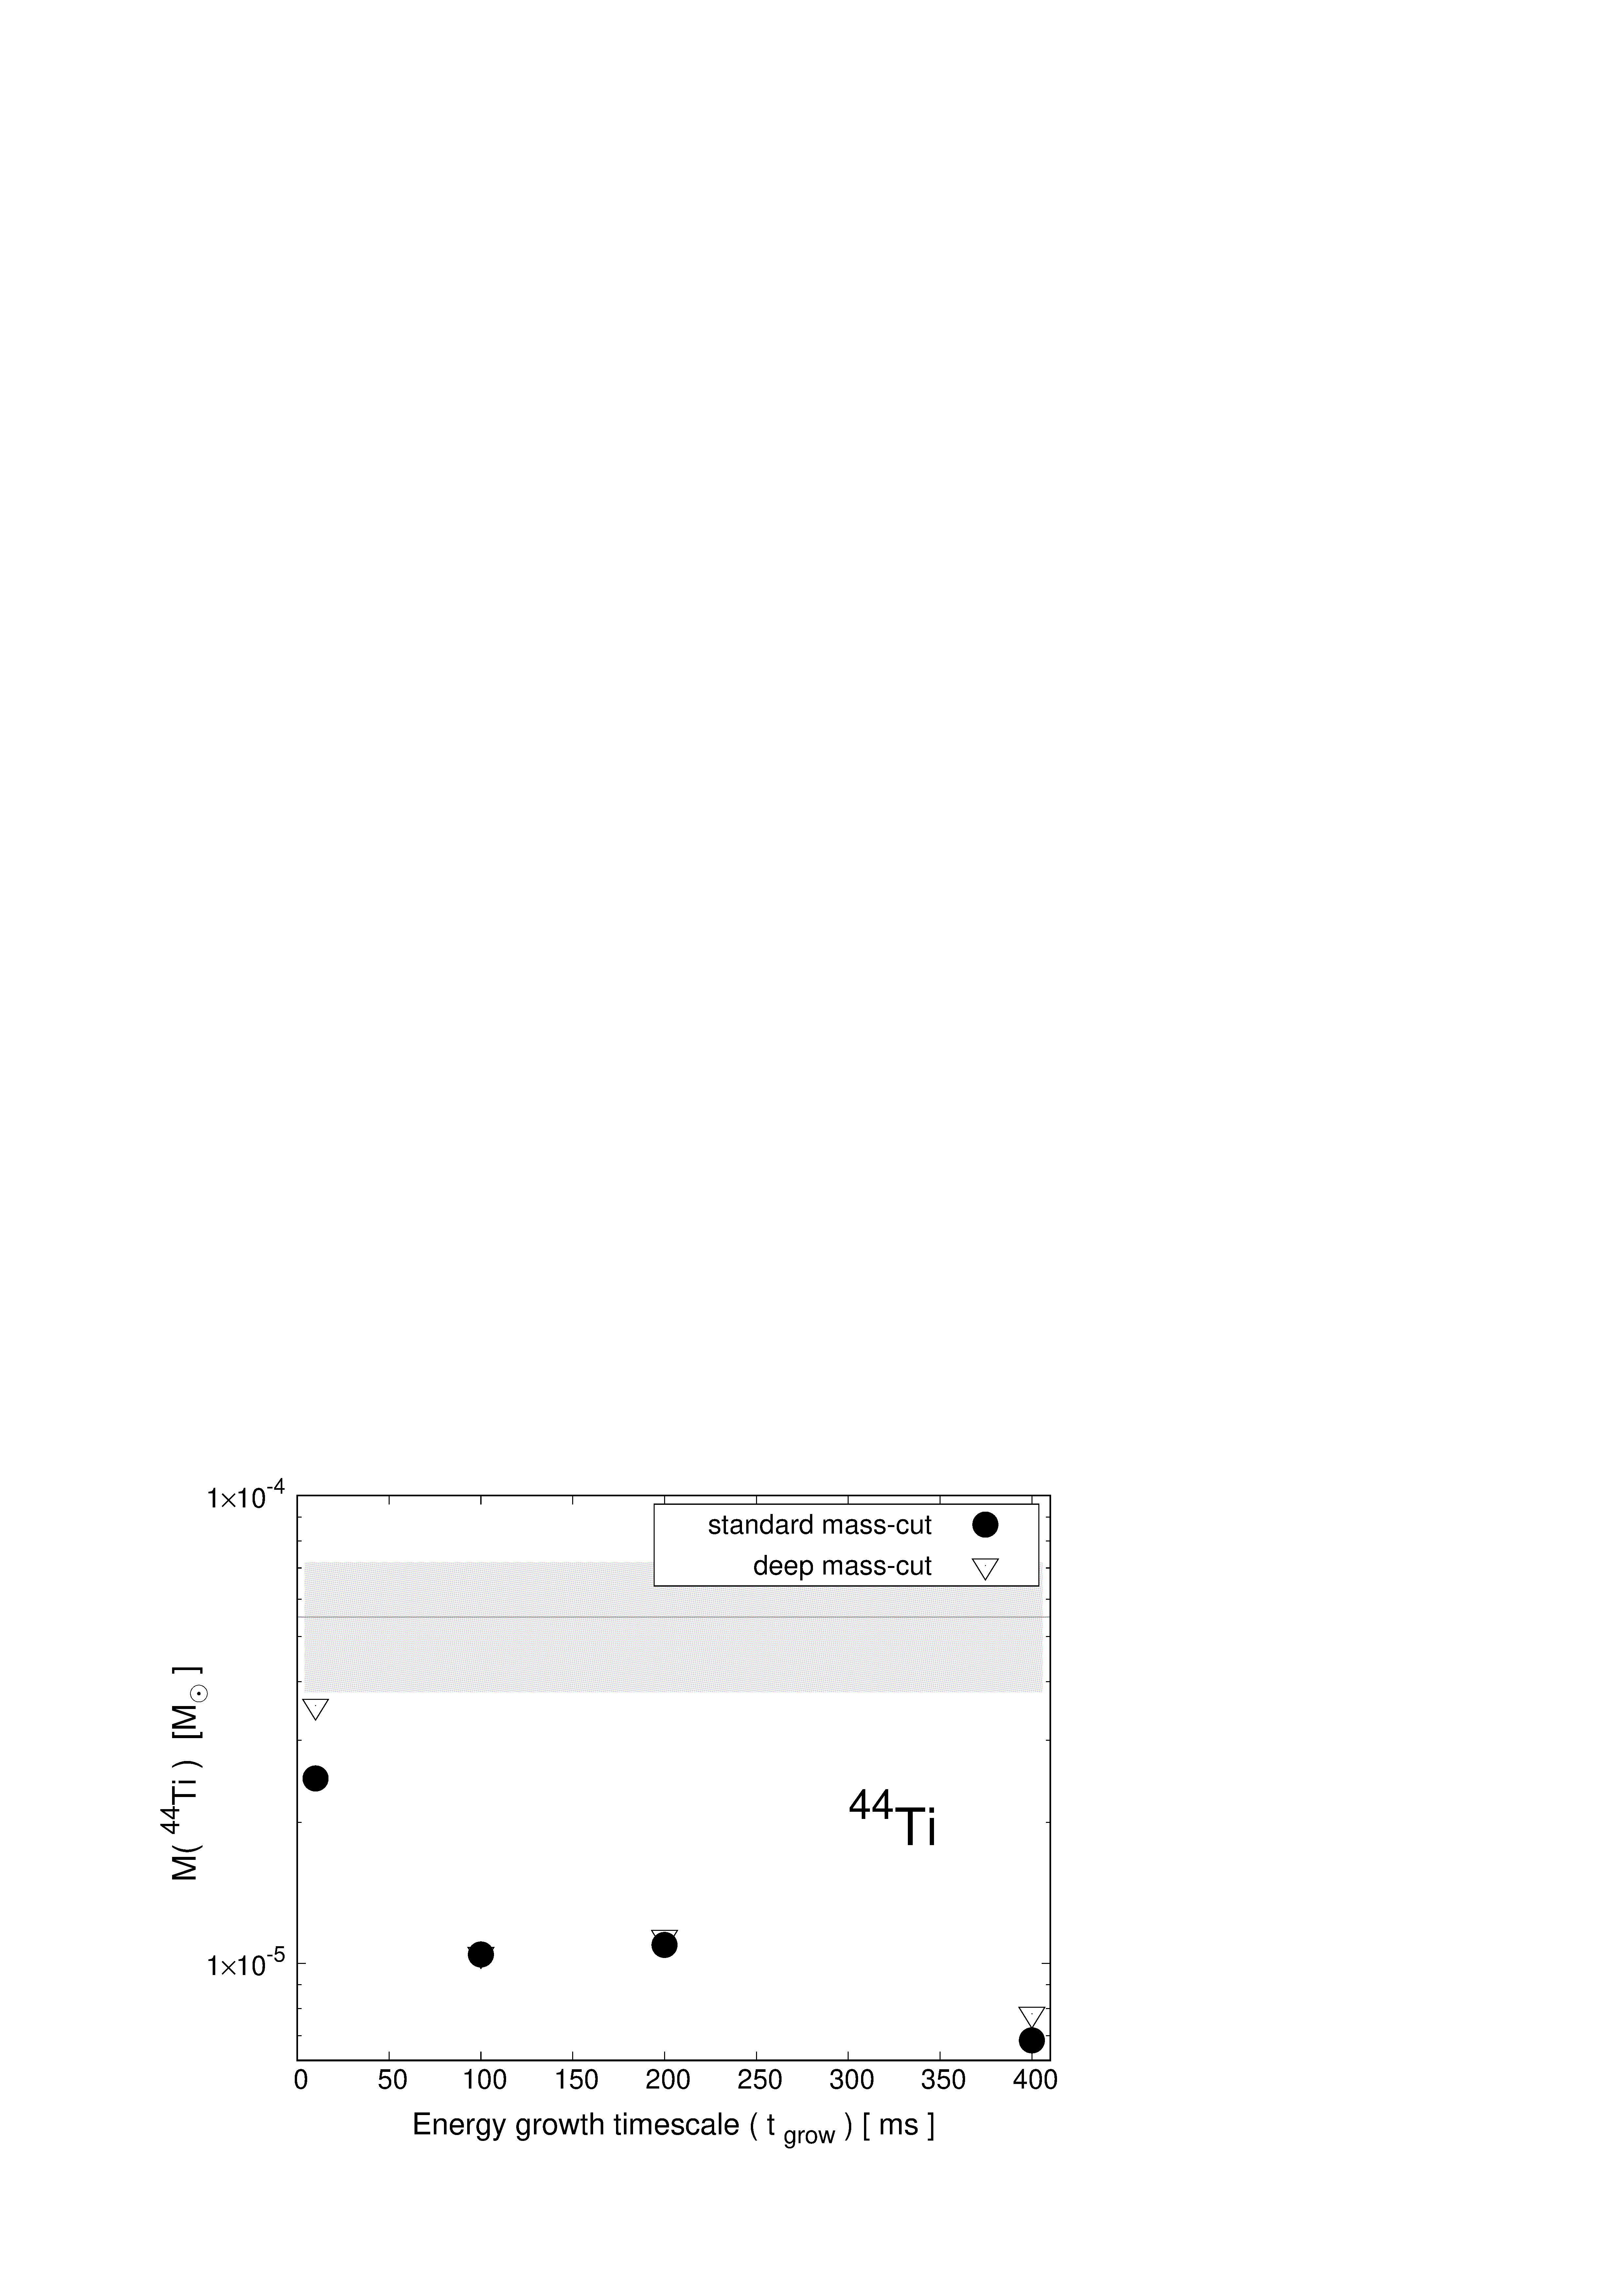 1×10⁻⁴
standard mass-cut
deep mass-cut
M( ⁴⁴Ti ) [M☉]
⁴⁴Ti
1×10⁻⁵
0 50 100 150 200 250 300 350 400
Energy growth timescale ( t grow ) [ ms ]